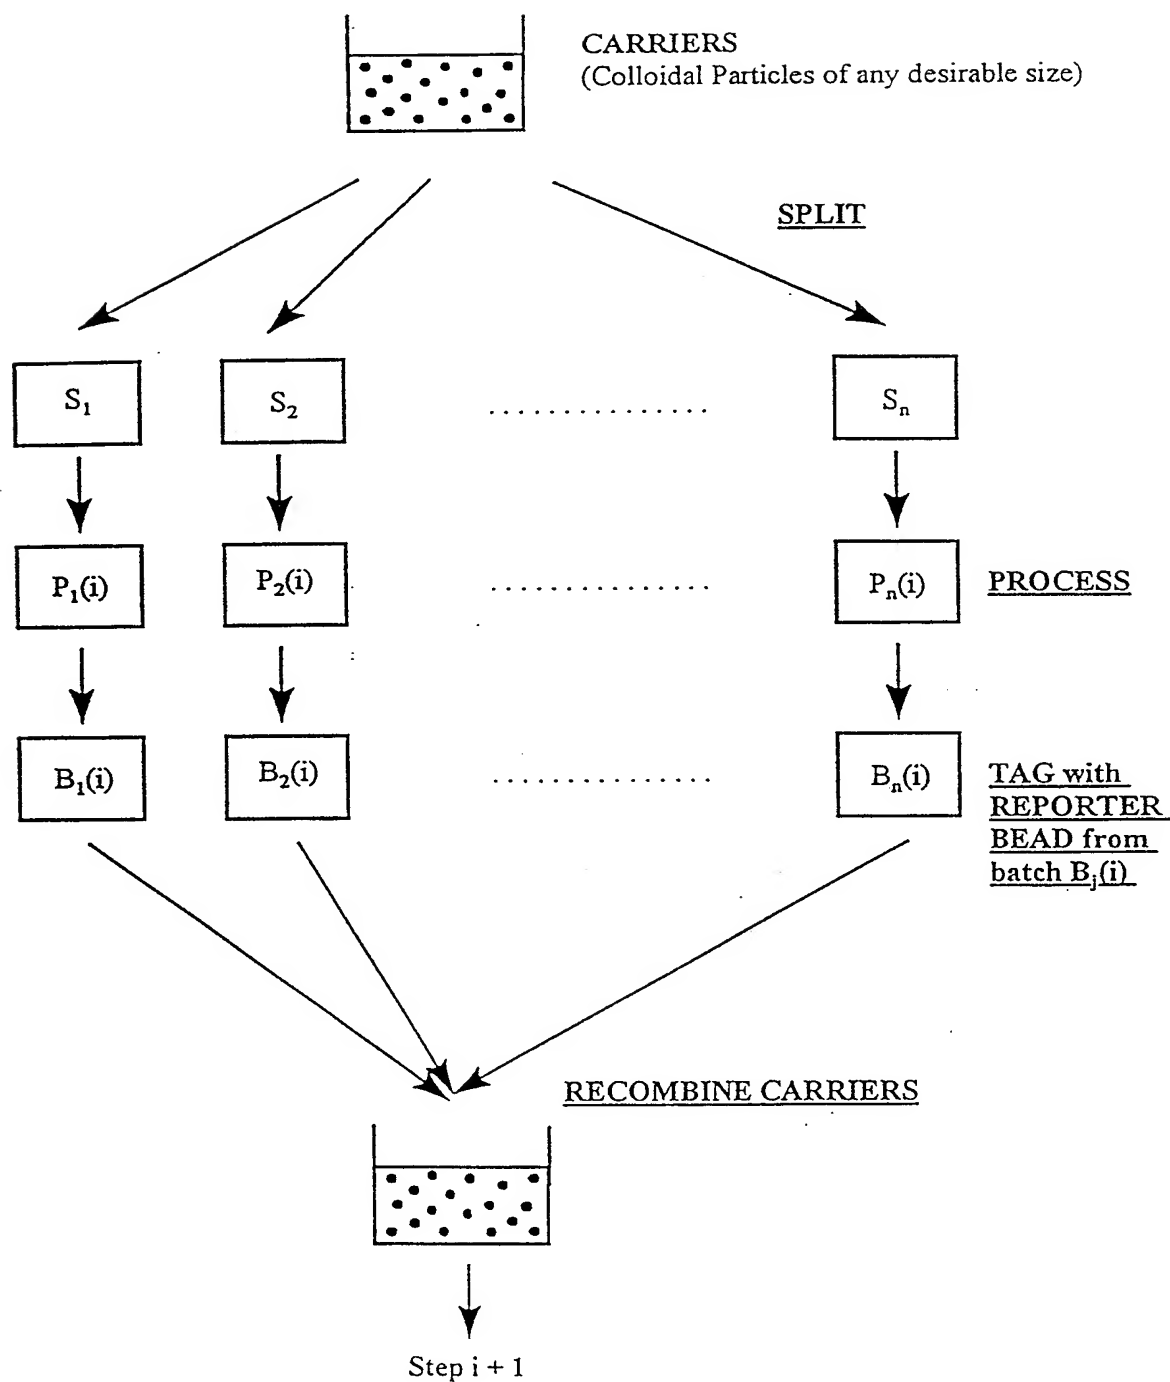 CARRIERS
(Colloidal Particles of any desirable size)
SPLIT
S₁ S₂ ............... Sₙ
P₁(i) P₂(i) ............... Pₙ(i) PROCESS
B₁(i) B₂(i) ............... Bₙ(i) TAG with
REPORTER
BEAD from
batch Bⱼ(i)
RECOMBINE CARRIERS
Step i + 1